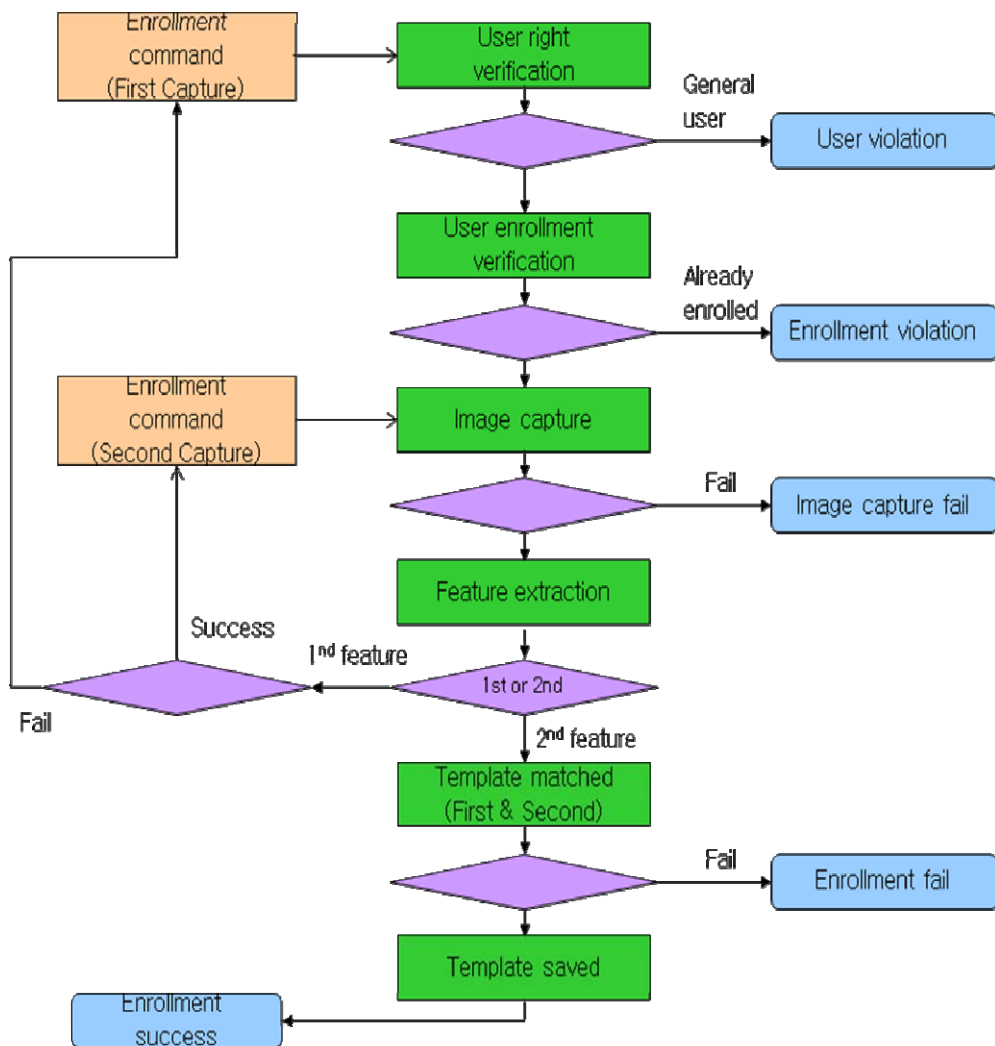 Enrollment
command
(First Capture)
User right
verification
General
user
User violation
User enrollment
verification
Already
enrolled
Enrollment violation
Enrollment
command
(Second Capture)
Image capture
Fail
Image capture fail
Feature extraction
Success
1nd feature
1st or 2nd
Fail
2nd feature
Template matched
(First & Second)
Fail
Enrollment fail
Template saved
Enrollment
success